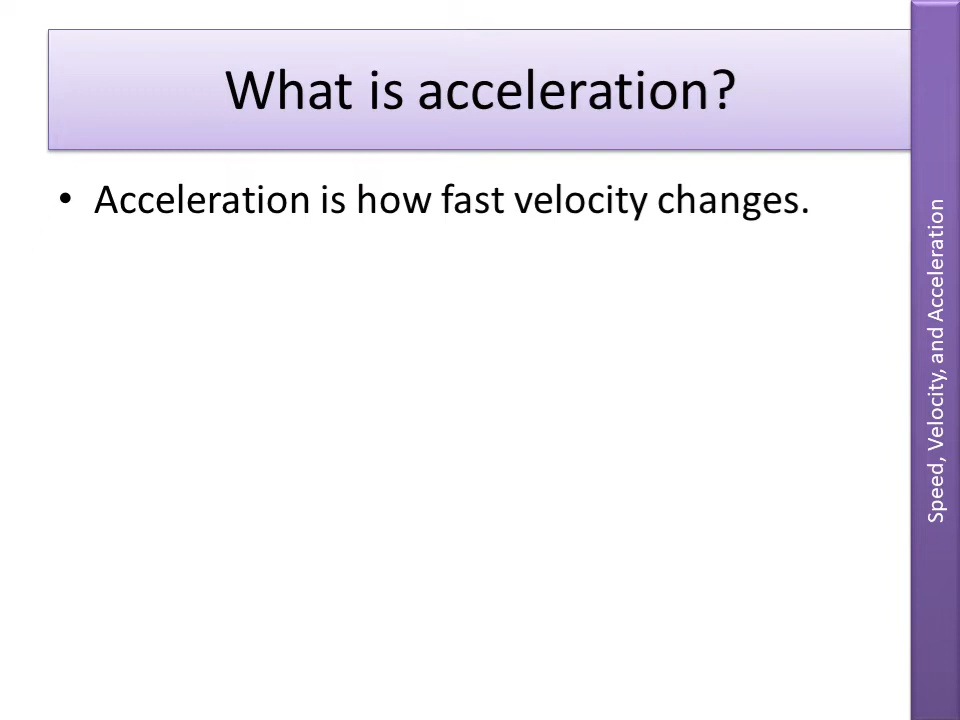 What is acceleration?
• Acceleration is how fast velocity changes.
Speed, Velocity, and Acceleration